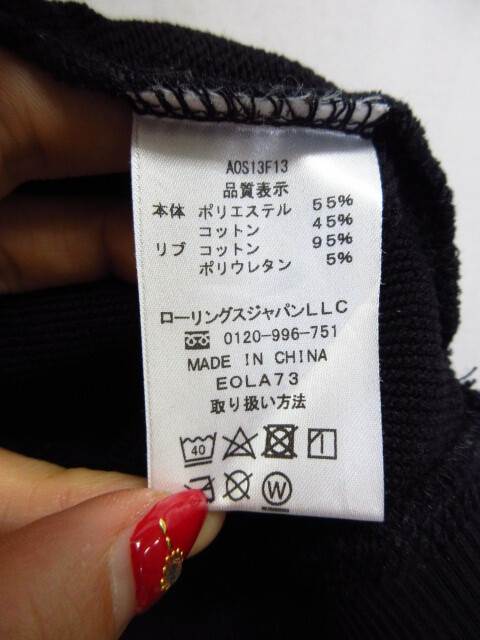 AOS13F13
品質表示
本体 ポリエステル 55%
コットン 45%
リブ コットン 95%
ポリウレタン 5%
ローリングスジャパンLLC
0120-996-751
MADE IN CHINA
EOLA73
取り扱い方法
40
W